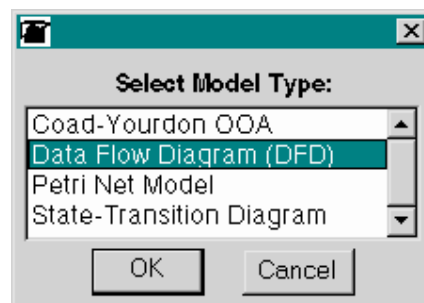 Select Model Type:
Coad-Yourdon OOA
Data Flow Diagram (DFD)
Petri Net Model
State-Transition Diagram
OK
Cancel